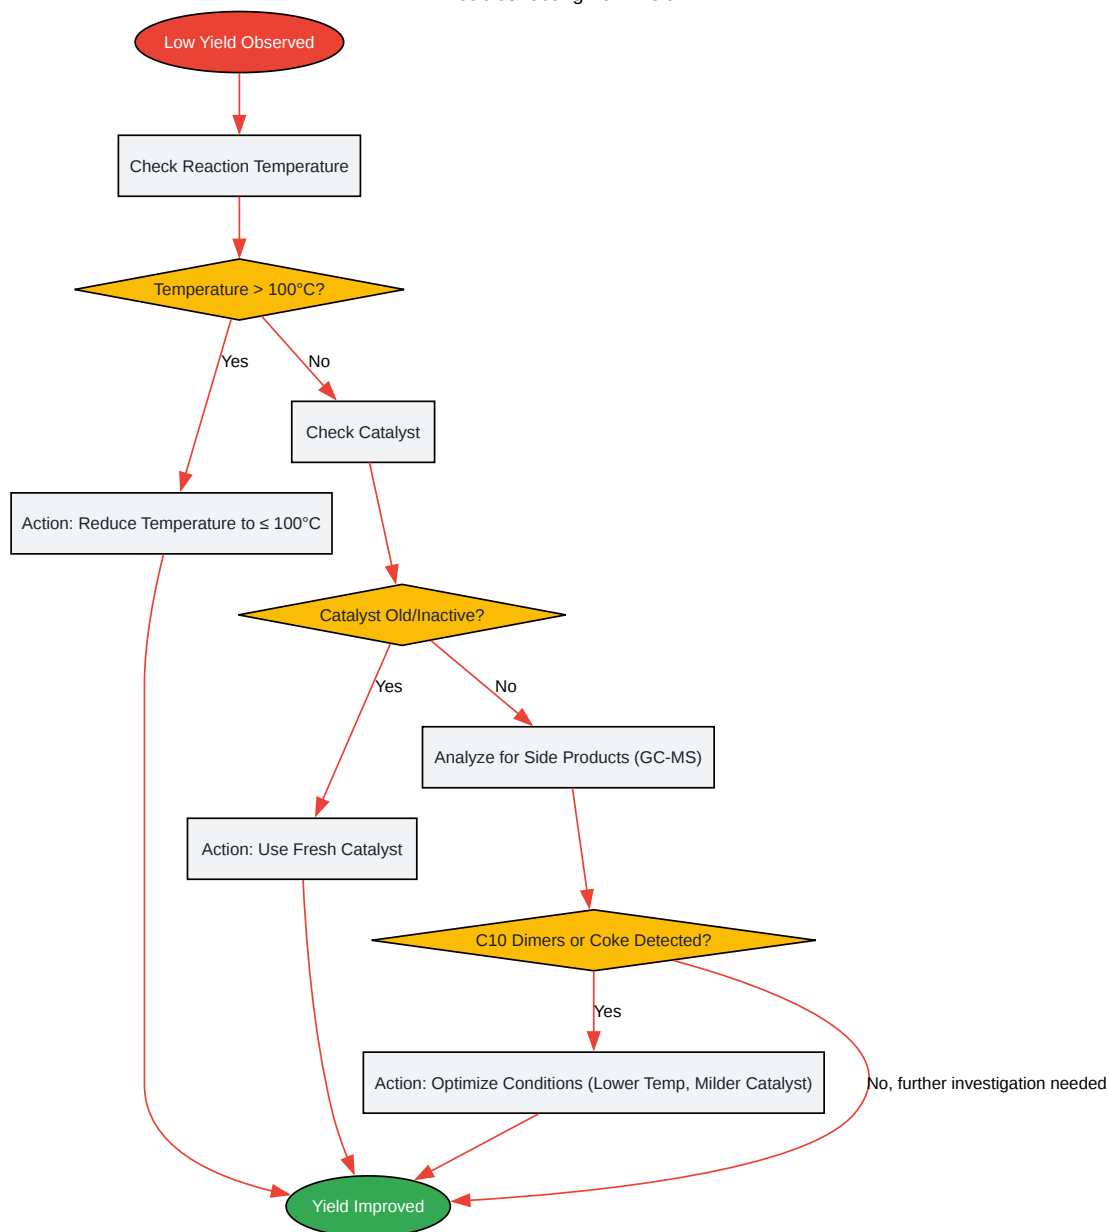 Low Yield Observed
Check Reaction Temperature
Temperature > 100°C?
Yes
No
Check Catalyst
Action: Reduce Temperature to ≤ 100°C
Catalyst Old/Inactive?
Yes
No
Analyze for Side Products (GC-MS)
Action: Use Fresh Catalyst
C10 Dimers or Coke Detected?
Yes
Action: Optimize Conditions (Lower Temp, Milder Catalyst)
No, further investigation needed
Yield Improved